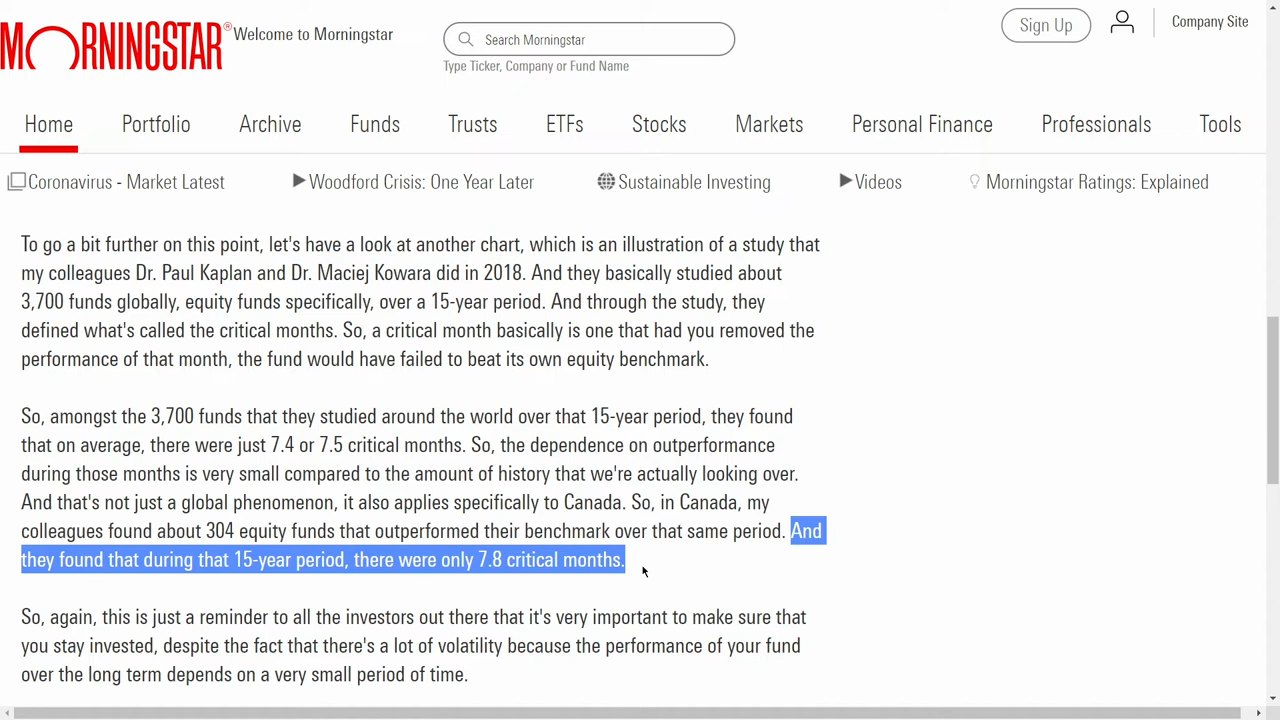 MORNINGSTAR®
Welcome to Morningstar
Search Morningstar
Type Ticker, Company or Fund Name
Sign Up
Company Site
Home Portfolio Archive Funds Trusts ETFs Stocks Markets Personal Finance Professionals Tools
Coronavirus - Market Latest Woodford Crisis: One Year Later Sustainable Investing Videos Morningstar Ratings: Explained
To go a bit further on this point, let's have a look at another chart, which is an illustration of a study that
my colleagues Dr. Paul Kaplan and Dr. Maciej Kowara did in 2018. And they basically studied about
3,700 funds globally, equity funds specifically, over a 15-year period. And through the study, they
defined what's called the critical months. So, a critical month basically is one that had you removed the
performance of that month, the fund would have failed to beat its own equity benchmark.
So, amongst the 3,700 funds that they studied around the world over that 15-year period, they found
that on average, there were just 7.4 or 7.5 critical months. So, the dependence on outperformance
during those months is very small compared to the amount of history that we're actually looking over.
And that's not just a global phenomenon, it also applies specifically to Canada. So, in Canada, my
colleagues found about 304 equity funds that outperformed their benchmark over that same period. And
they found that during that 15-year period, there were only 7.8 critical months.
So, again, this is just a reminder to all the investors out there that it's very important to make sure that
you stay invested, despite the fact that there's a lot of volatility because the performance of your fund
over the long term depends on a very small period of time.